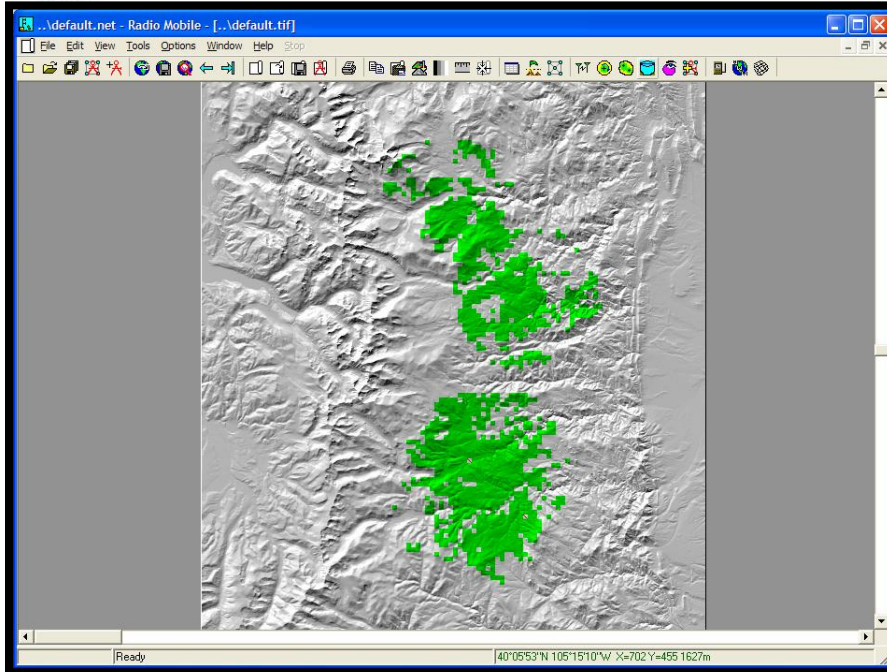 ..\default.net - Radio Mobile - [..\default.tif]
File Edit View Tools Options Window Help Stop
Ready
40°05'53"N 105°15'10"W X=702 Y=455 1627m